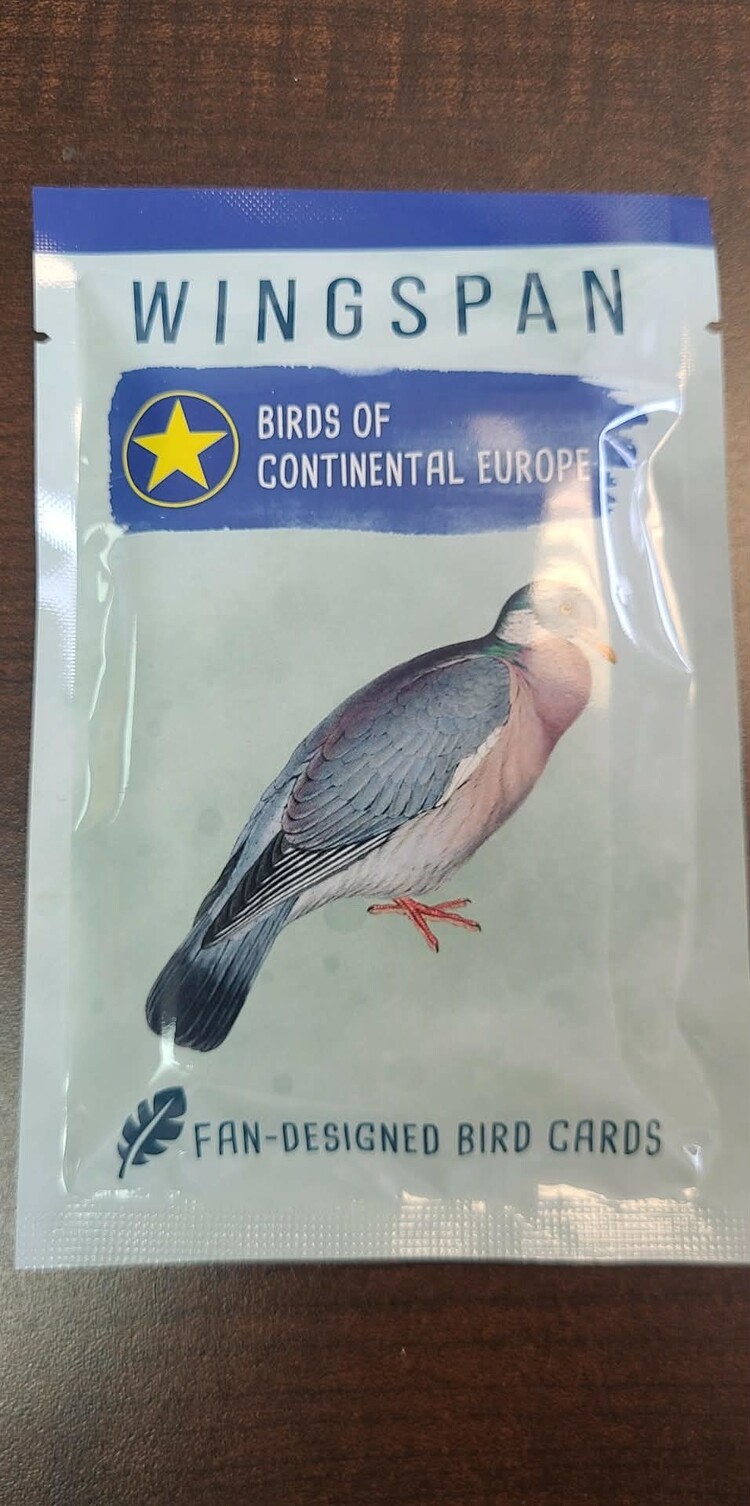 WINGSPAN
BIRDS OF
CONTINENTAL EUROPE
FAN-DESIGNED BIRD CARDS